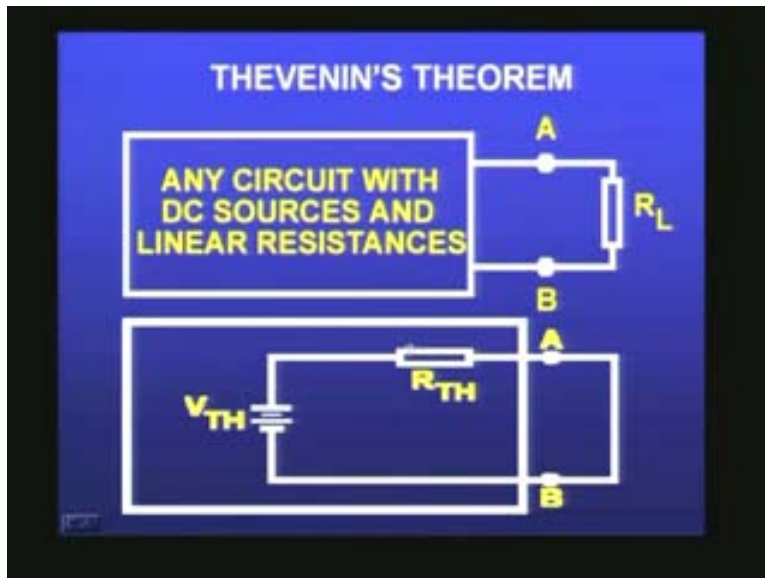 THEVENIN'S THEOREM
A
ANY CIRCUIT WITH
DC SOURCES AND
LINEAR RESISTANCES
RL
B
A
RTH
VTH
B